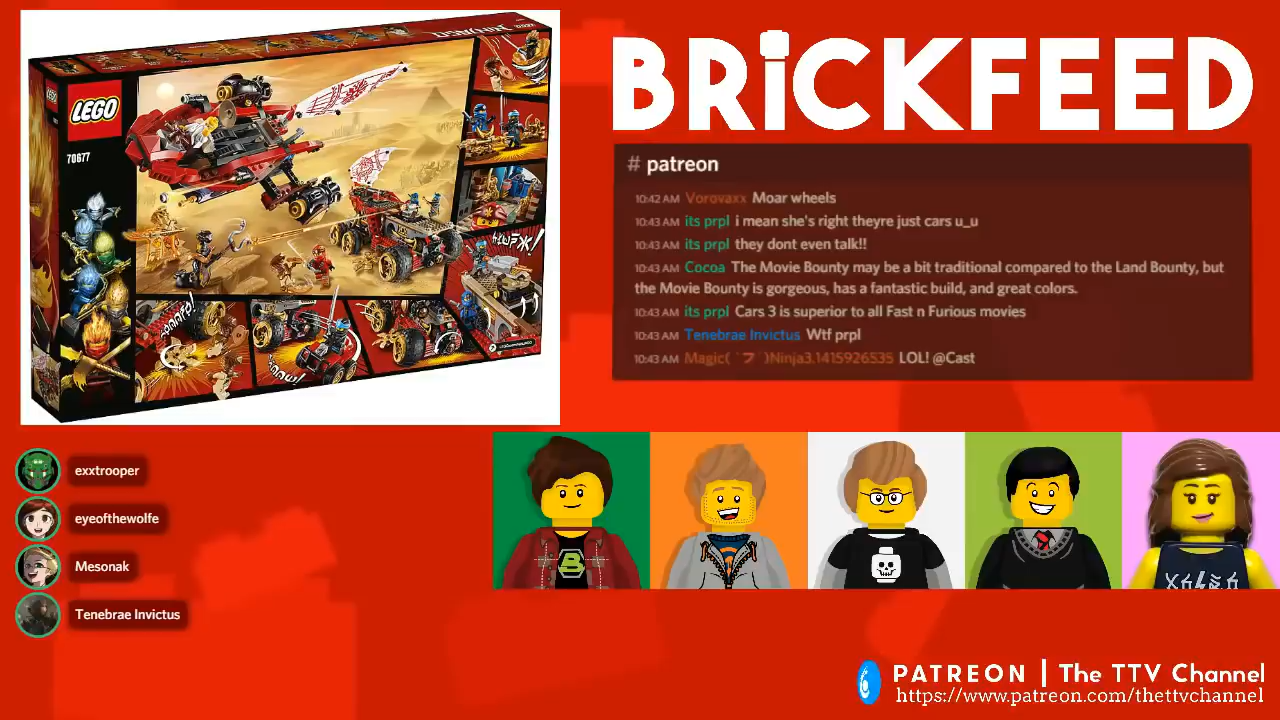 LEGO
70677
BRICKFEED
# patreon
10:42 AM Vorovaxx Moar wheels
10:43 AM its prpl i mean she's right theyre just cars u_u
10:43 AM its prpl they dont even talk!!
10:43 AM Cocoa The Movie Bounty may be a bit traditional compared to the Land Bounty, but
the Movie Bounty is gorgeous, has a fantastic build, and great colors.
10:43 AM its prpl Cars 3 is superior to all Fast n Furious movies
10:43 AM Tenebrae Invictus Wtf prpl
10:43 AM Magic( ´フ`)Ninja3.1415926535 LOL! @Cast
exxtrooper
eyeofthewolfe
Mesonak
Tenebrae Invictus
B
PATREON | The TTV Channel
https://www.patreon.com/thettvchannel